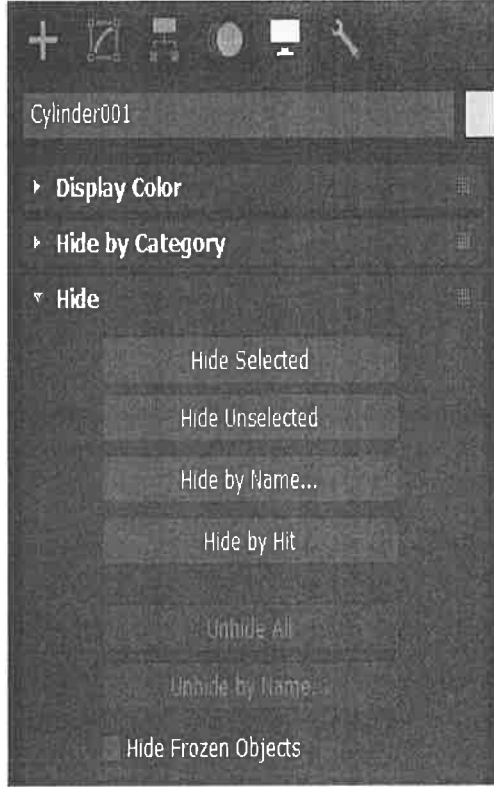 Cylinder001
Display Color
Hide by Category
Hide
Hide Selected
Hide Unselected
Hide by Name...
Hide by Hit
Unhide All
Unhide by Name...
Hide Frozen Objects